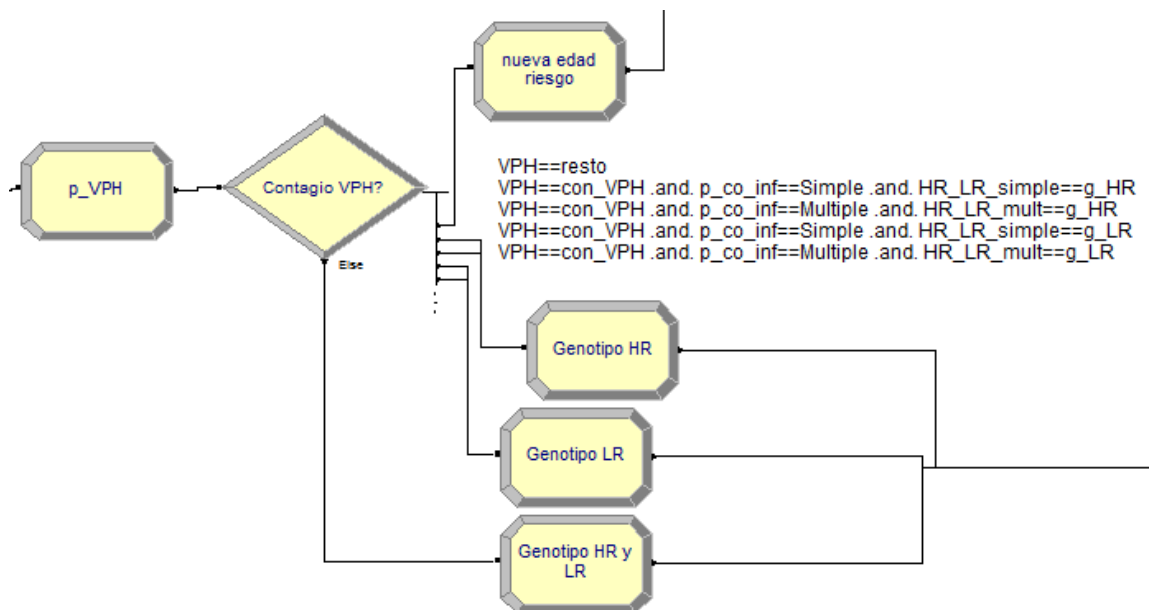 nueva edad
riesgo
p_VPH
Contagio VPH?
Else
VPH==resto
VPH==con_VPH .and. p_co_inf==Simple .and. HR_LR_simple==g_HR
VPH==con_VPH .and. p_co_inf==Multiple .and. HR_LR_mult==g_HR
VPH==con_VPH .and. p_co_inf==Simple .and. HR_LR_simple==g_LR
VPH==con_VPH .and. p_co_inf==Multiple .and. HR_LR_mult==g_LR
Genotipo HR
Genotipo LR
Genotipo HR y
LR